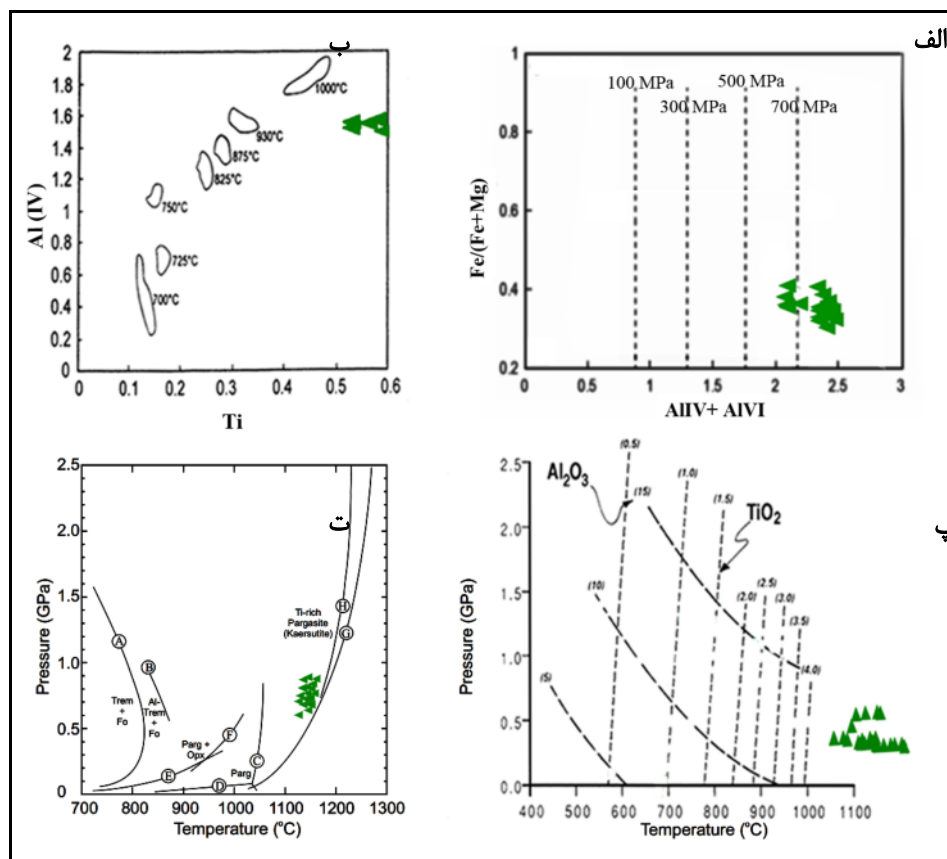 ب
Al (IV)
2
1.8
1.6
1.4
1.2
1
0.8
0.6
0.4
0.2
0
1000°C
930°C
875°C
825°C
750°C
725°C
700°C
0
0.1
0.2
0.3
0.4
0.5
0.6
Ti
الف
Fe/(Fe+Mg)
1
0.8
0.6
0.4
0.2
100 MPa
500 MPa
300 MPa
700 MPa
0
0.5
1
1.5
2
2.5
3
AlIV+ AlVI
ت
Pressure (GPa)
2.5
2.0
1.5
1.0
0.5
0
A
B
Trem
+
Fo
Al-
Trem
+
Fo
Parg +
Opx
F
E
D
Parg
C
Ti-rich
Pargasite
(Kaersutite)
H
G
700
800
900
1000
1100
1200
1300
Temperature (°C)
پ
Pressure (GPa)
2.5
2.0
1.5
1.0
0.5
0.0
Al2O3
TiO2
(0.5)
(15)
(1.0)
(1.5)
(10)
(2.0)
(2.5)
(3.0)
(3.5)
(5)
(4.0)
400
500
600
700
800
900
1000
1100
Temperature (°C)